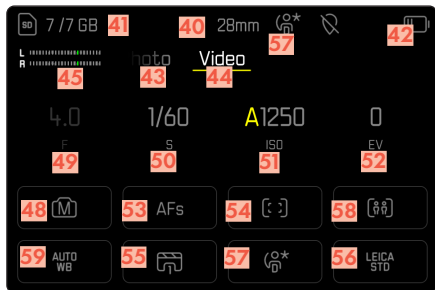 SD 7 / 7 GB 41 40 28mm * 57 42
L
R 45 43 hoto 44 Video
4.0 1/60 A1250 0
F S ISO EV
49 50 51 52
48 M 53 AFs 54 58
59 AUTO WB 55 57 * 56 LEICA STD